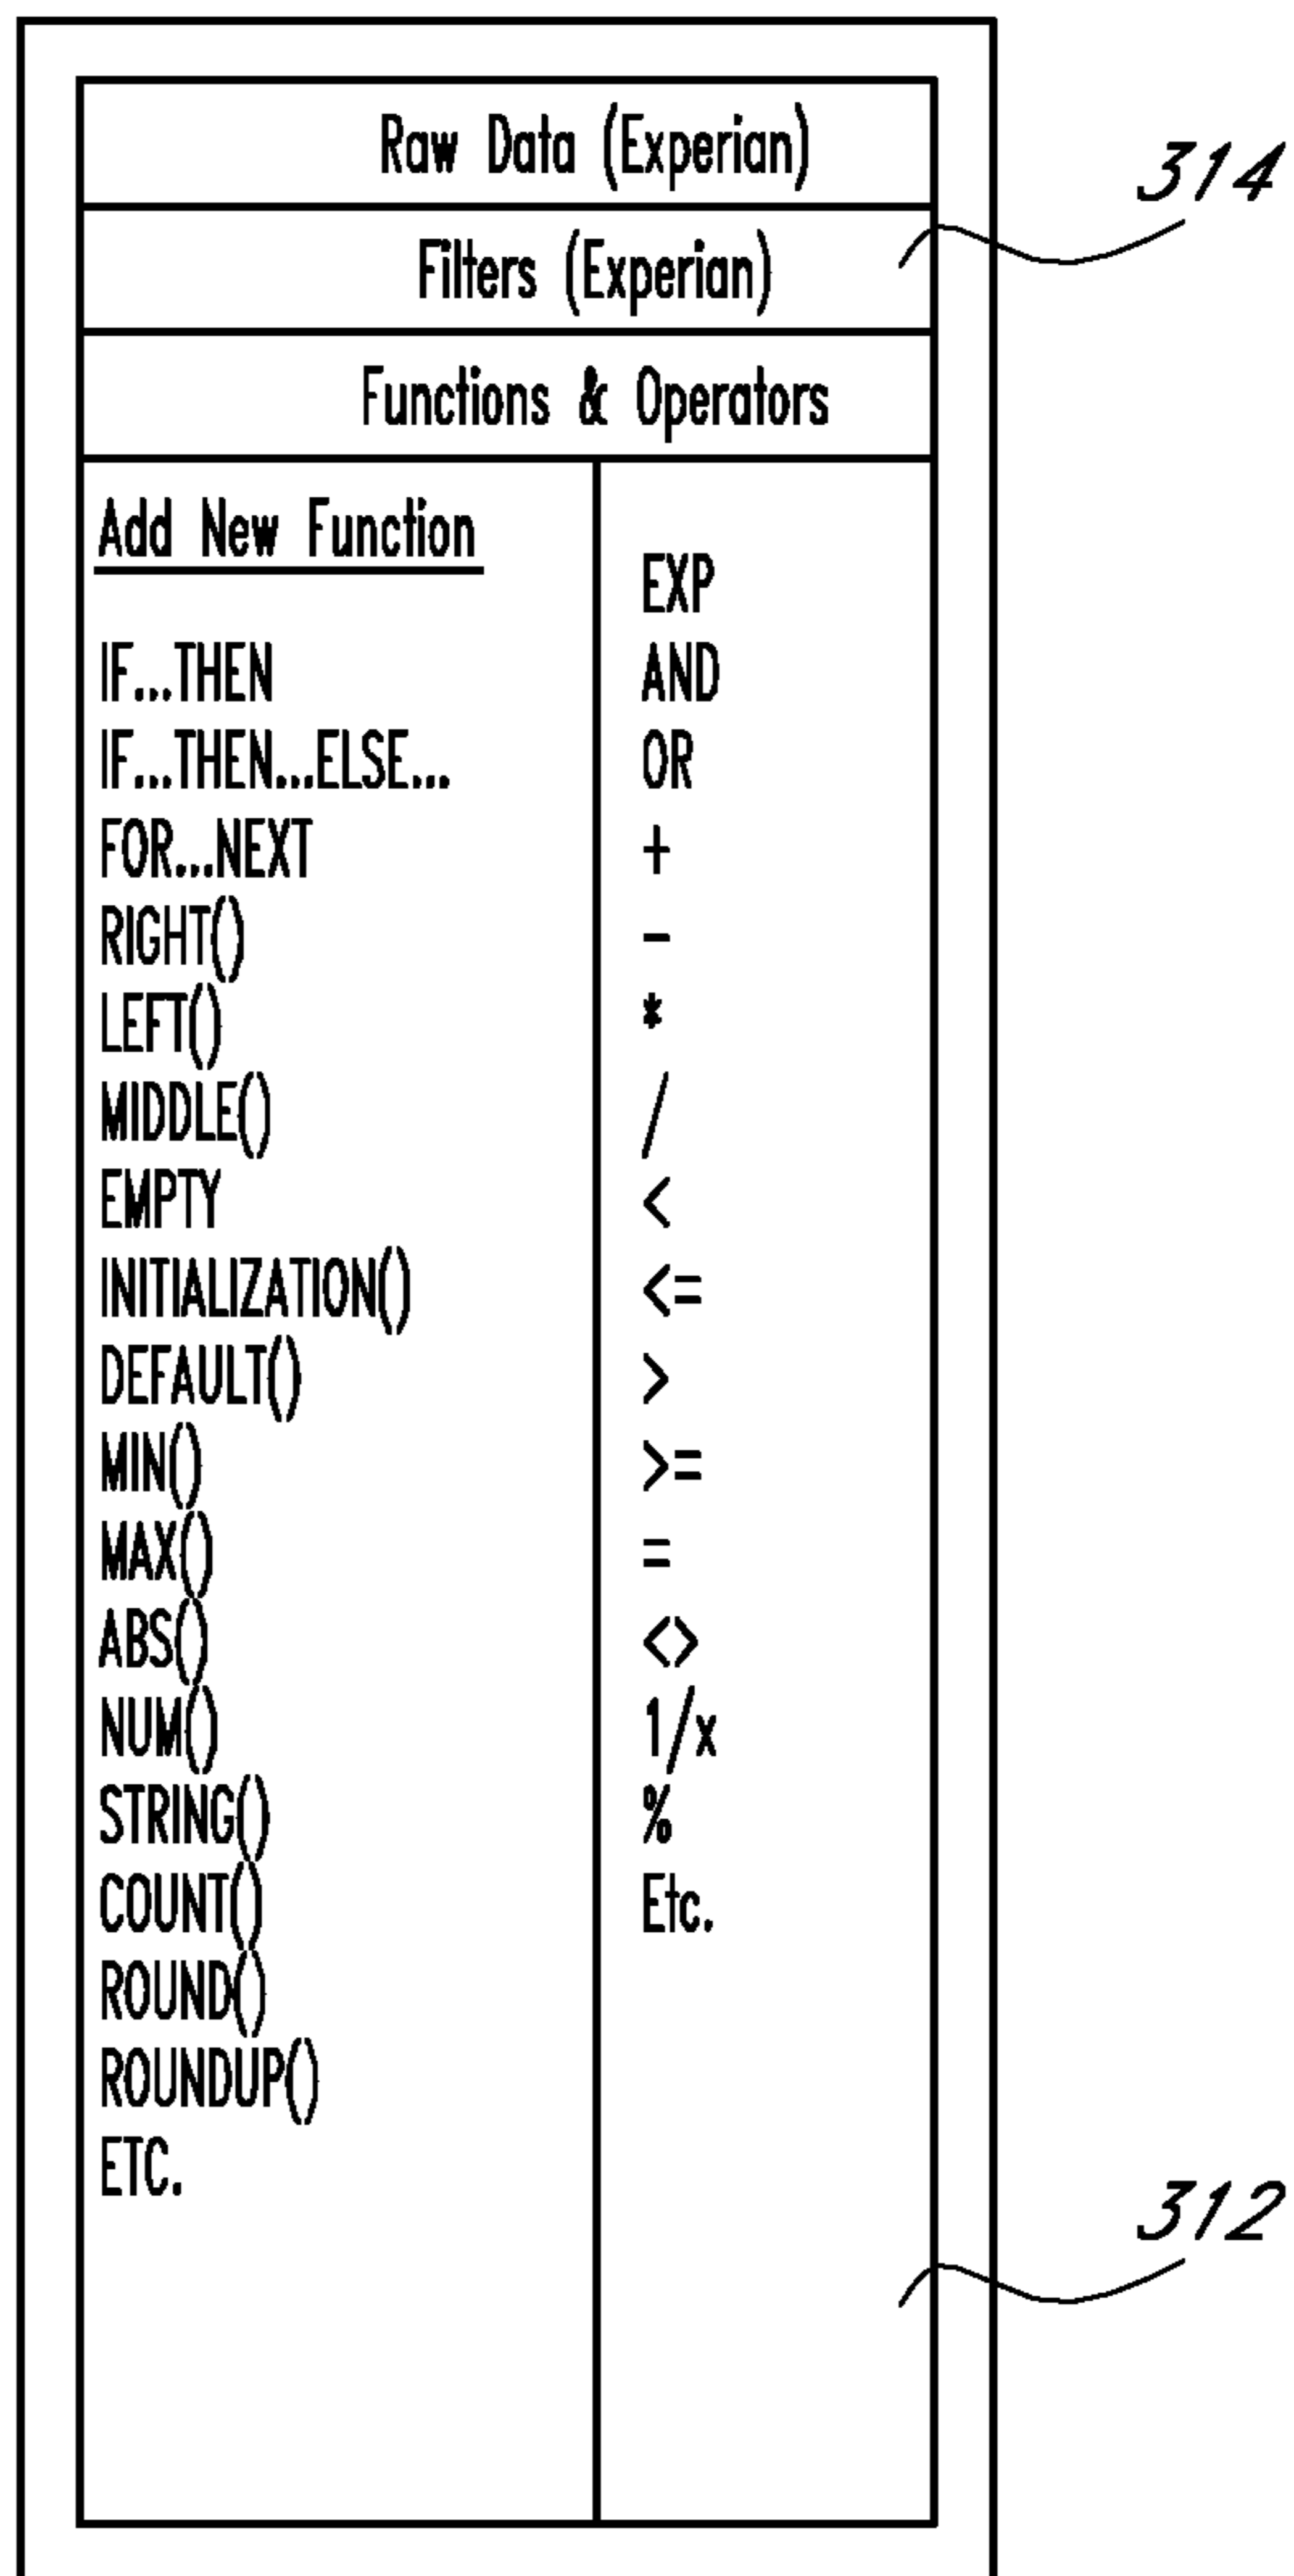 Raw Data (Experian)
314
Filters (Experian)
Functions & Operators
Add New Function
IF...THEN
IF...THEN...ELSE...
FOR...NEXT
RIGHT()
LEFT()
MIDDLE()
EMPTY
INITIALIZATION()
DEFAULT()
MIN()
MAX()
ABS()
NUM()
STRING()
COUNT()
ROUND()
ROUNDUP()
ETC.
EXP
AND
OR
+
-
*
/
<
<=
>
>=
=
<>
1/x
%
Etc.
312